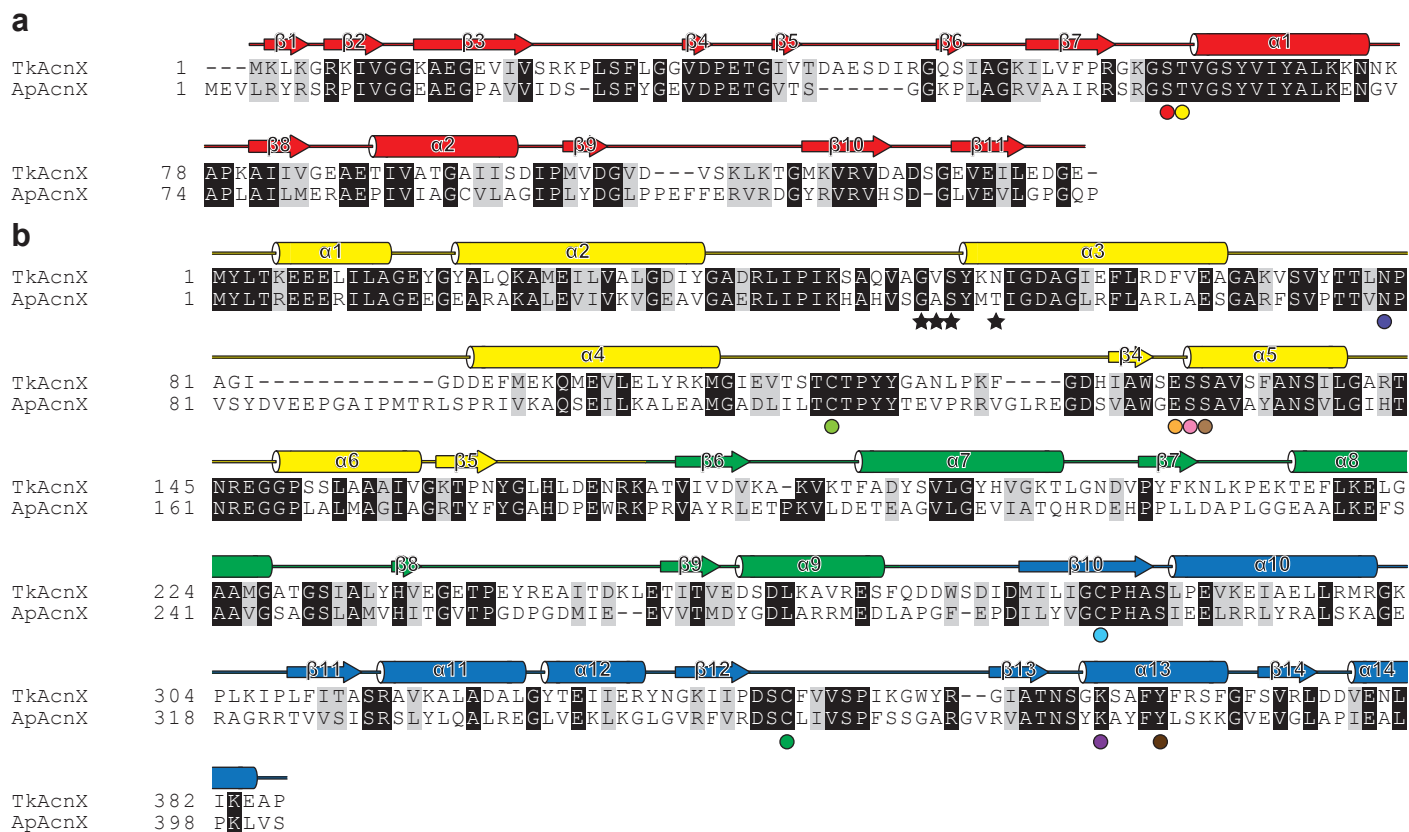 a
β1 β2 β3 β4 β5 β6 β7 α1
TkAcnX 1 ---MKLKGRKIVGGKAEGEVIVSRKPLSFLGGVDPETGIVTDAESDIRGQSIAGKILVFPRGKGSTVGSYVIYALKKNNK
ApAcnX 1 MEVLRYRSRPIVGGEAEGPAVVIDS-LSFYGEVDPETGVTS------GGKPLAGRVAAIRRSRGSTVGSYVIYALKENGV
β8 α2 β9 β10 β11
TkAcnX 78 APKAIIVGEAETIVATGAIISDIPMVDGVD---VSKLKTGMKVRVDADSGEVEILEDGE-
ApAcnX 74 APLAILMERAEPIVIAGCVLAGIPLYDGLPPEFFERVRDGYRVRVHSD-GLVEVLGPGQP
b
α1 α2 α3
TkAcnX 1 MYLTKEEELILAGEYGYALQKAMEILVALGDIYGADRLIPIKSAQVAGVSYKNIGDAGIEFLRDFVEAGAKVSVYTTLNP
ApAcnX 1 MYLTREEERILAGEEGEARAKALEVIVKVGEAVGAERLIPIKHAHVSGASYMTIGDAGLRFLARLAESGARFSVPTTVNP
α4 β4 α5
TkAcnX 81 AGI------------GDDEFMEKQMEVLELYRKMGIEVTSTCTPYYGANLPKF----GDHIAWSESSAVSFANSILGART
ApAcnX 81 VSYDVEEPGAIPMTRLSPRIVKAQSEILKALEAMGADLILTCTPYYTEVPRRVGLREGDSVAWGESSAVAYANSVLGIHT
α6 β5 β6 α7 β7 α8
TkAcnX 145 NREGGPSSLAAAIVGKTPNYGLHLDENRKATVIVDVKA-KVKTFADYSVLGYHVGKTLGNDVPYFKNLKPEKTEFLKELG
ApAcnX 161 NREGGPLALMAGIAGRTYFYGAHDPEWRKPRVAYRLETPKVLDETEAGVLGEVIATQHRDEHPPLLDAPLGGEAALKEFS
β8 β9 α9 β10 α10
TkAcnX 224 AAMGATGSIALYHVEGETPEYREAITDKLETITVEDSDLKAVRESFQDDWSDIDMILIGCPHASLPEVKEIAELLRMRGK
ApAcnX 241 AAVGSAGSLAMVHITGVTPGDPGDMIE--EVVTMDYGDLARRMEDLAPGF-EPDILYVGCPHASIEELRRLYRALSKAGE
β11 α11 α12 β12 β13 α13 β14 α14
TkAcnX 304 PLKIPLFITASRAVKALADALGYTEIIERYNGKIIPDSCFVVSPIKGWYR--GIATNSGKSAFYFRSFGFSVRLDDVENL
ApAcnX 318 RAGRRTVVSISRSLYLQALREGLVEKLKGLGVRFVRDSCLIVSPFSSGARGVRVATNSYKAYFYLSKKGVEVGLAPIEAL
TkAcnX 382 IKEAP
ApAcnX 398 PKLVS